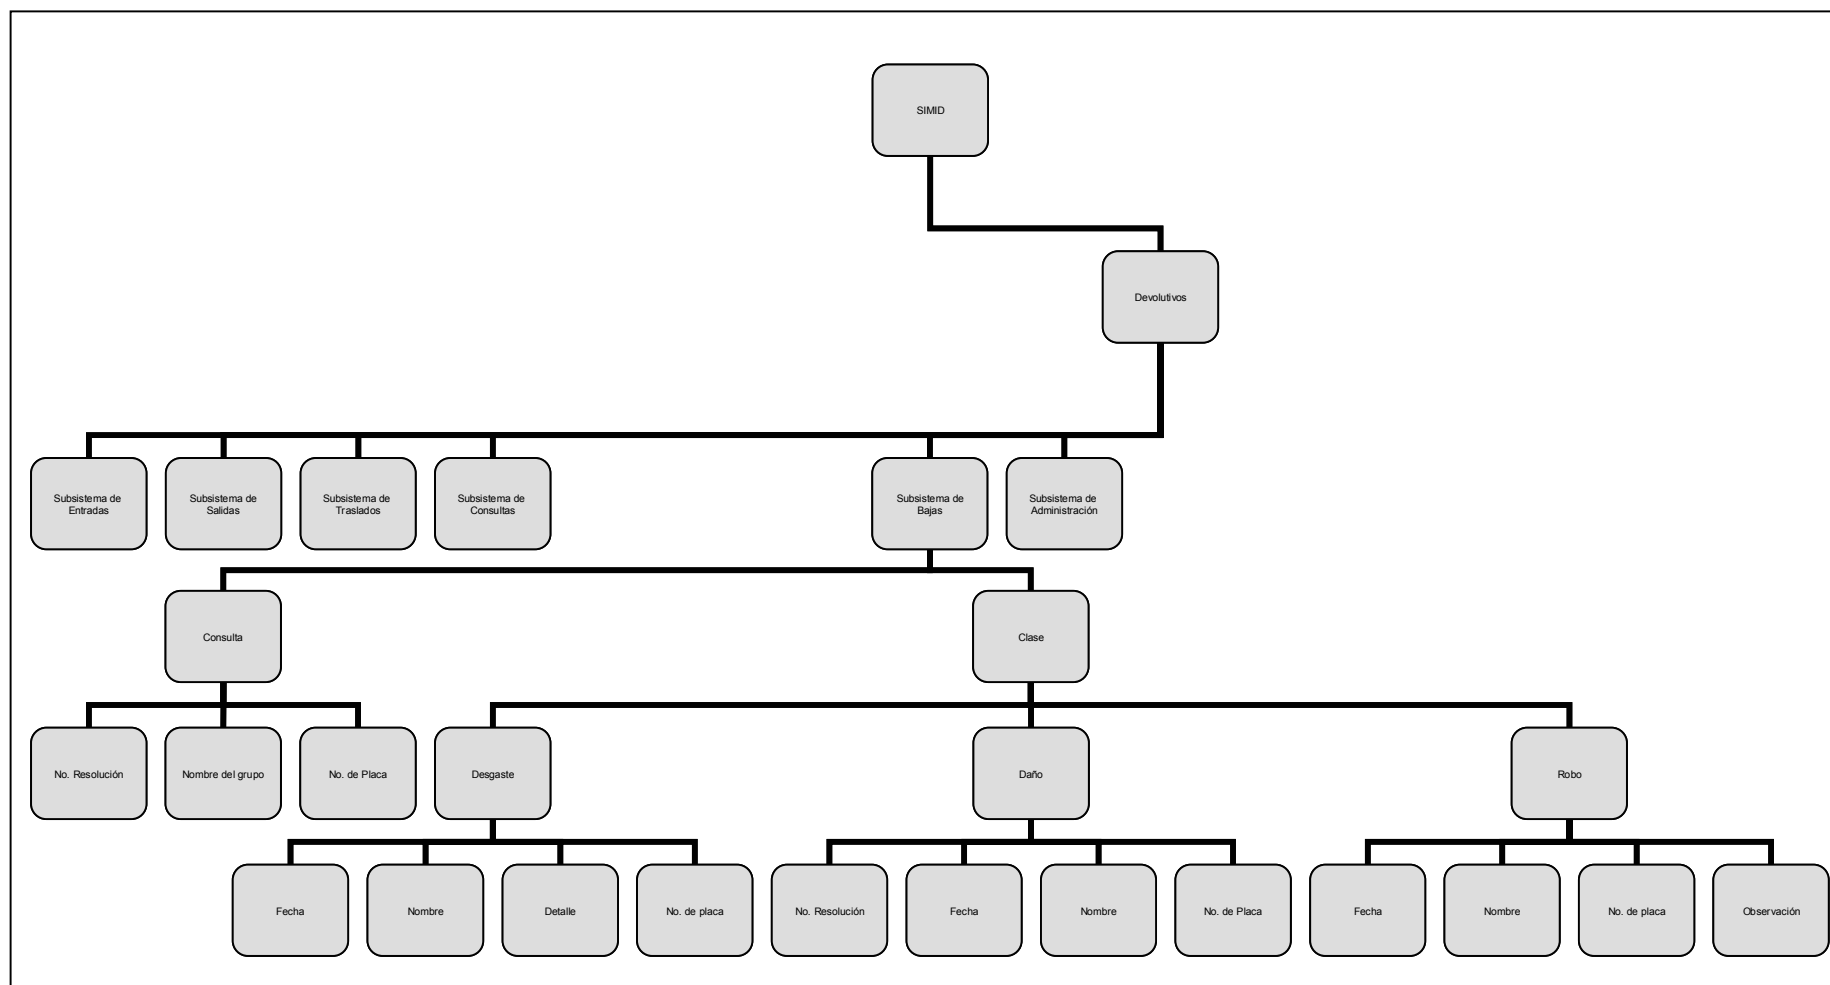 SIMID
Devolutivos
Subsistema de
Entradas
Subsistema de
Salidas
Subsistema de
Traslados
Subsistema de
Consultas
Subsistema de
Bajas
Subsistema de
Administración
Consulta
Clase
No. Resolución
Nombre del grupo
No. de Placa
Desgaste
Daño
Robo
Fecha
Nombre
Detalle
No. de placa
No. Resolución
Fecha
Nombre
No. de Placa
Fecha
Nombre
No. de placa
Observación